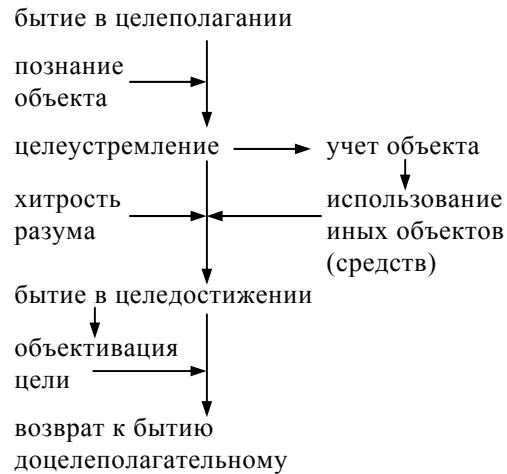 бытие в целеполагании
познание
объекта
целеустремление
учет объекта
хитрость
разума
использование
иных объектов
(средств)
бытие в целедостижении
объективация
цели
возврат к бытию
доцелеполагательному